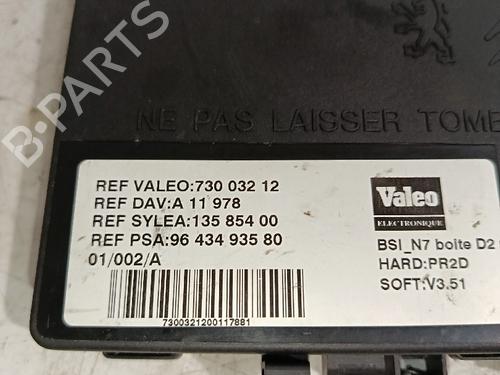 B-PARTS
NE PAS LAISSER TOMBE
REF VALEO:730 032 12
REF DAV:A 11 978
REF SYLEA:135 854 00
REF PSA:96 434 935 80
01/002/A
7300321200117881
Valeo
ELECTRONIQUE
BSI_N7 boite D2
HARD:PR2D
SOFT:V3.51